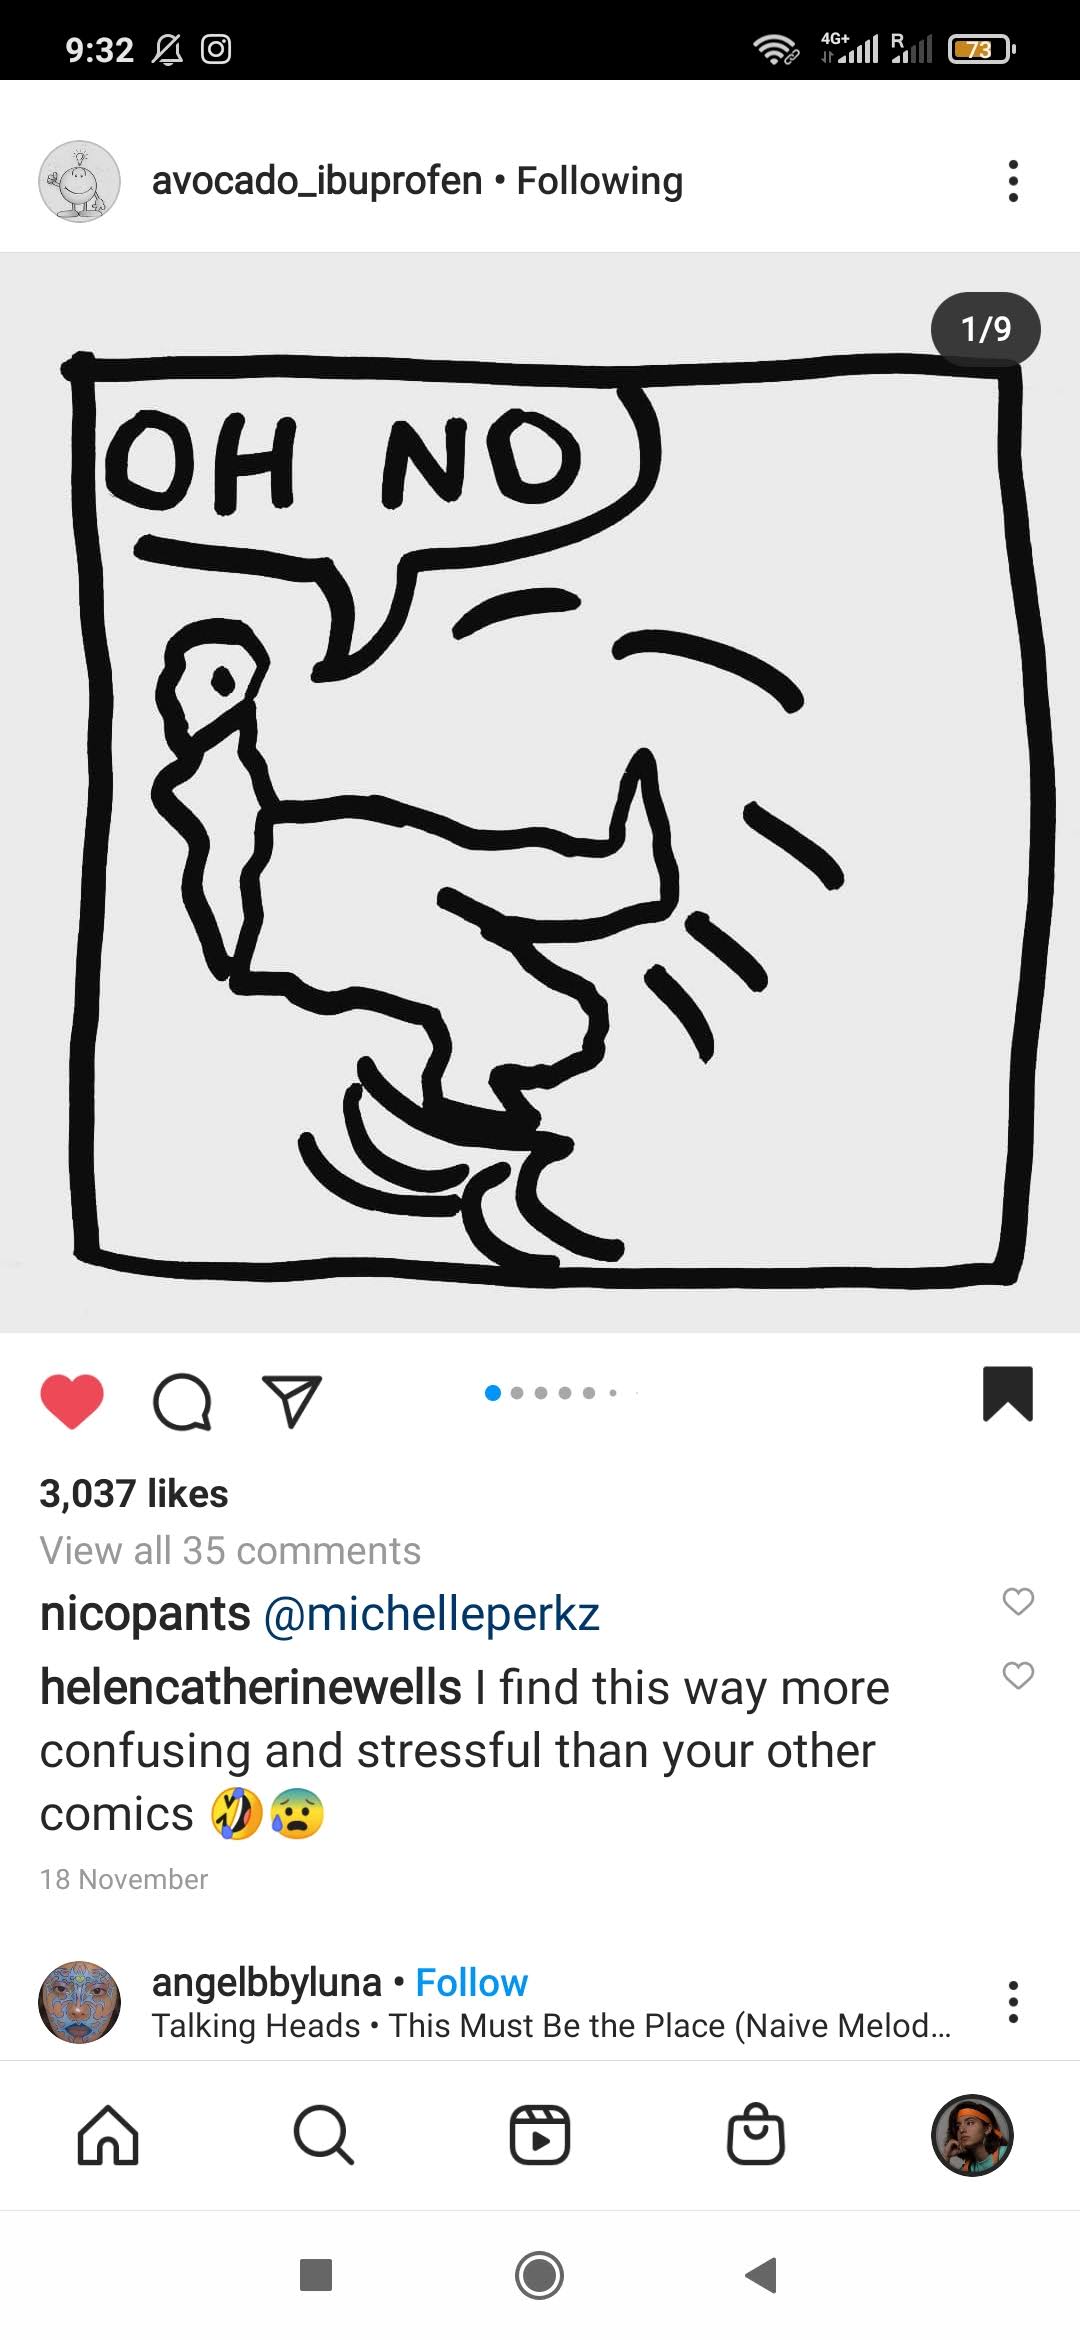 9:32
4G+ R 73
avocado_ibuprofen • Following
1/9
OH NO
3,037 likes
View all 35 comments
nicopants @michelleperkz
helencatherinewells I find this way more
confusing and stressful than your other
comics 🤣😰
18 November
angelbbyluna • Follow
Talking Heads • This Must Be the Place (Naive Melod...